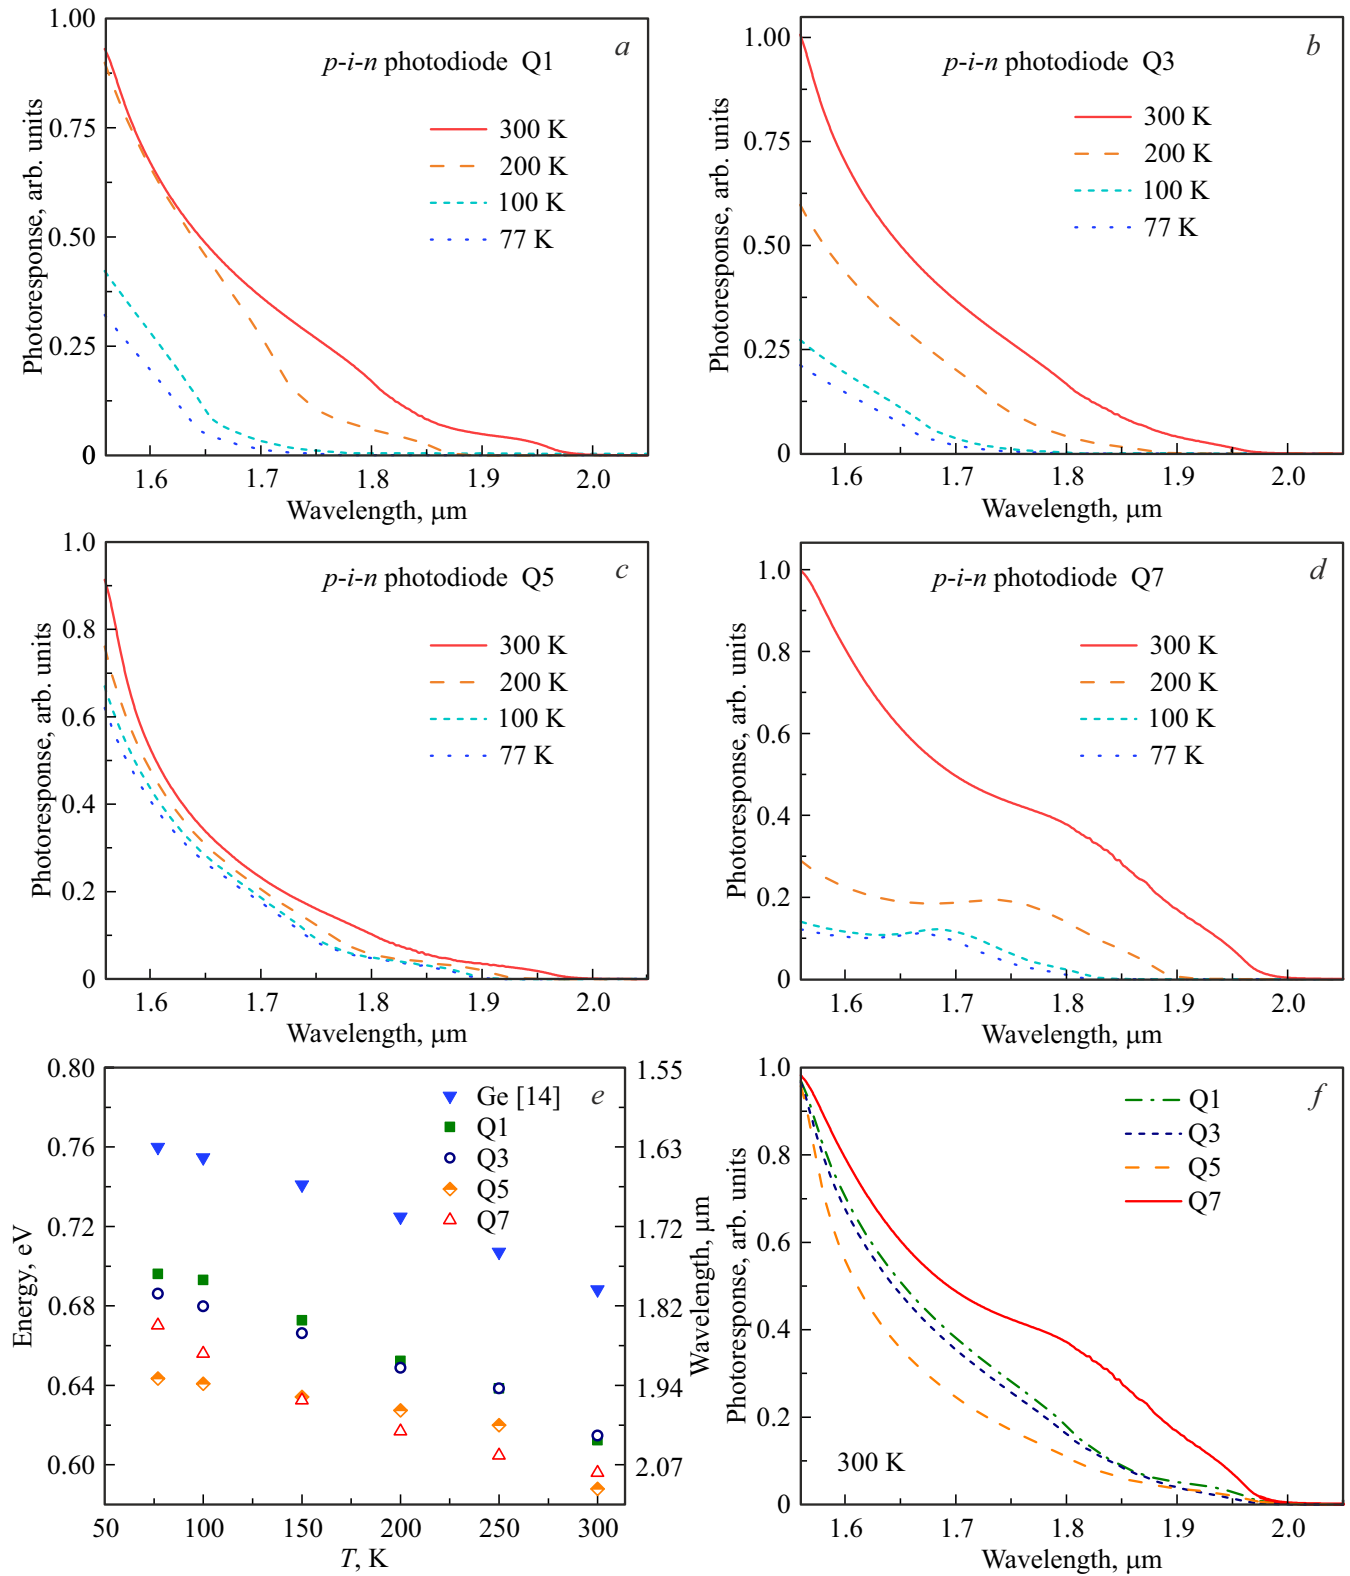 1.00
0.75
0.50
0.25
0
Photoresponse, arb. units
p-i-n photodiode Q1
a
300 K
200 K
100 K
77 K
1.6 1.7 1.8 1.9 2.0
Wavelength, μm
1.00
0.75
0.50
0.25
0
Photoresponse, arb. units
p-i-n photodiode Q3
b
300 K
200 K
100 K
77 K
1.6 1.7 1.8 1.9 2.0
Wavelength, μm
1.0
0.8
0.6
0.4
0.2
0
Photoresponse, arb. units
p-i-n photodiode Q5
c
300 K
200 K
100 K
77 K
1.6 1.7 1.8 1.9 2.0
Wavelength, μm
1.0
0.8
0.6
0.4
0.2
0
Photoresponse, arb. units
p-i-n photodiode Q7
d
300 K
200 K
100 K
77 K
1.6 1.7 1.8 1.9 2.0
Wavelength, μm
0.80
0.76
0.72
0.68
0.64
0.60
Energy, eV
Ge [14]
Q1
Q3
Q5
Q7
e
1.55
1.63
1.72
1.82
1.94
2.07
Wavelength, μm
50 100 150 200 250 300
T, K
1.0
0.8
0.6
0.4
0.2
0
Photoresponse, arb. units
f
Q1
Q3
Q5
Q7
300 K
1.6 1.7 1.8 1.9 2.0
Wavelength, μm